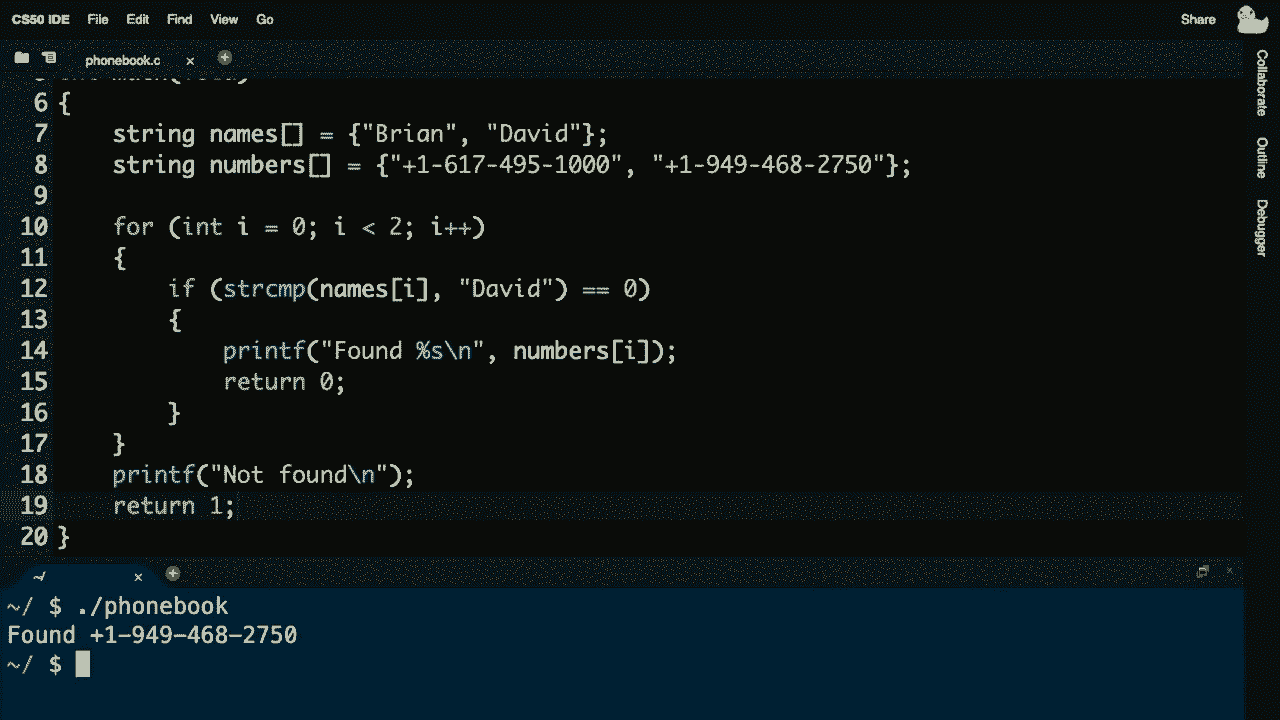 CS50 IDE File Edit Find View Go Share
phonebook.c × +
Collaborate
Outline
Debugger
6 {
7 string names[] = {"Brian", "David"};
8 string numbers[] = {"+1-617-495-1000", "+1-949-468-2750"};
9
10 for (int i = 0; i < 2; i++)
11 {
12 if (strcmp(names[i], "David") == 0)
13 {
14 printf("Found %s\n", numbers[i]);
15 return 0;
16 }
17 }
18 printf("Not found\n");
19 return 1;
20 }
~/ $ ./phonebook
Found +1-949-468-2750
~/ $